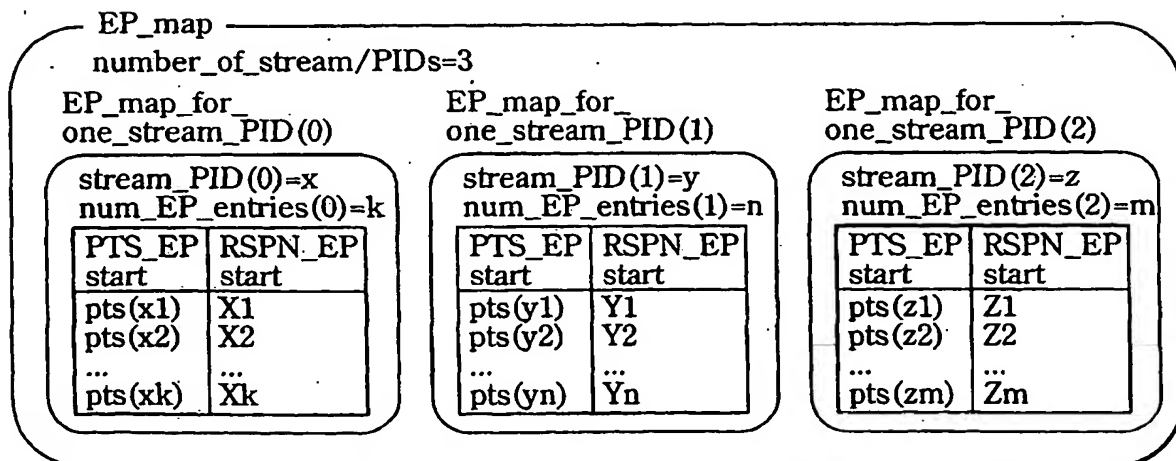 EP_map
number_of_stream/PIDs=3
EP_map_for_
one_stream_PID(0)
stream_PID(0)=x
num_EP_entries(0)=k
PTS_EP RSPN_EP
start start
pts(x1) X1
pts(x2) X2
... ...
pts(xk) Xk
EP_map_for_
one_stream_PID(1)
stream_PID(1)=y
num_EP_entries(1)=n
PTS_EP RSPN_EP
start start
pts(y1) Y1
pts(y2) Y2
... ...
pts(yn) Yn
EP_map_for_
one_stream_PID(2)
stream_PID(2)=z
num_EP_entries(2)=m
PTS_EP RSPN_EP
start start
pts(z1) Z1
pts(z2) Z2
... ...
pts(zm) Zm